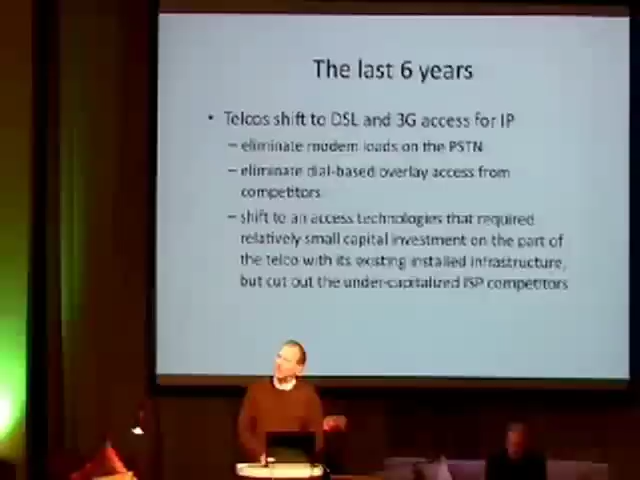 The last 6 years
• Telcos shift to DSL and 3G access for IP
– eliminate modem loads on the PSTN
– eliminate dial-based overlay access from
competitors
– shift to an access technologies that required
relatively small capital investment on the part of
the telco with its existing installed infrastructure,
but cut out the under-capitalized ISP competitors